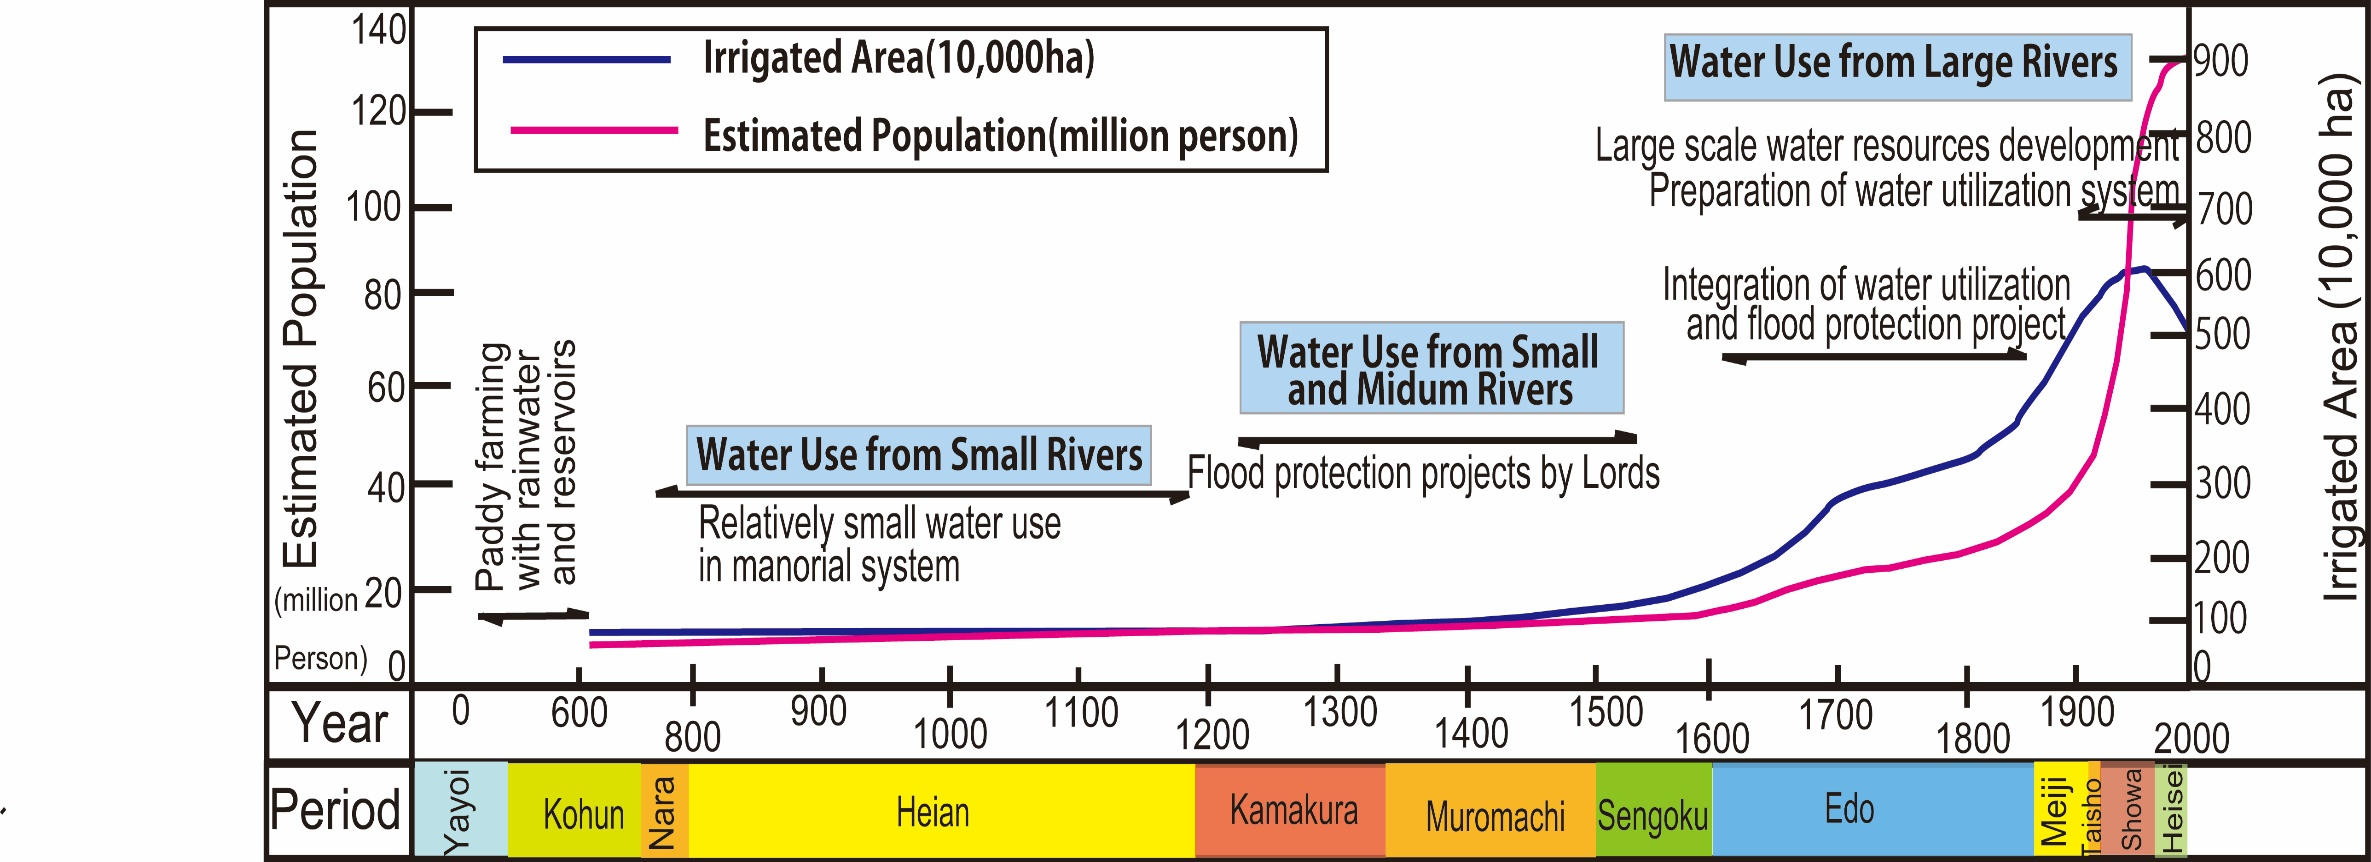 140
120
100
80
60
40
20
0
Estimated Population
(million
Person)
Irrigated Area(10,000ha)
Estimated Population(million person)
Water Use from Large Rivers
Large scale water resources development
Preparation of water utilization system
Integration of water utilization
and flood protection project
Water Use from Small
and Midum Rivers
Flood protection projects by Lords
Water Use from Small Rivers
Relatively small water use
in manorial system
Paddy farming
with rainwater
and reservoirs
900
800
700
600
500
400
300
200
100
0
Irrigated Area (10,000 ha)
Year
0 600 800 900 1000 1100 1200 1300 1400 1500 1600 1700 1800 1900 2000
Period
Yayoi Kohun Nara Heian Kamakura Muromachi Sengoku Edo Meiji Taisho Showa Heisei